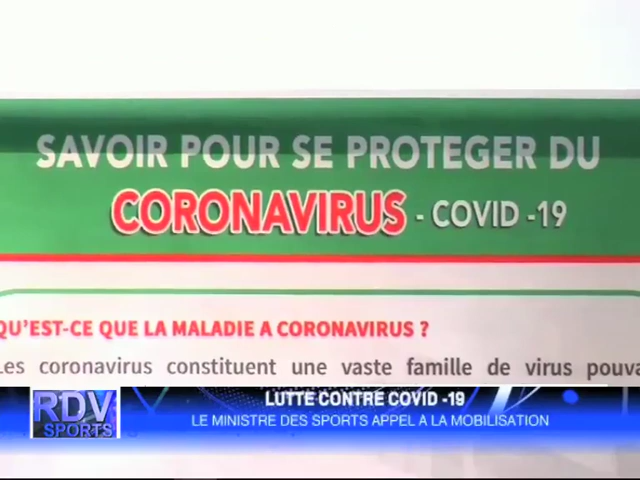 SAVOIR POUR SE PROTEGER DU
CORONAVIRUS - COVID -19
QU'EST-CE QUE LA MALADIE A CORONAVIRUS ?
Les coronavirus constituent une vaste famille de virus pouva
RDV
SPORTS
LUTTE CONTRE COVID -19
LE MINISTRE DES SPORTS APPEL A LA MOBILISATION